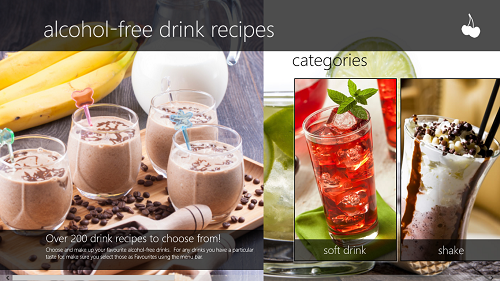 alcohol-free drink recipes
categories
Over 200 drink recipes to choose from!
Choose and make up your favourite alcohol-free drinks. For any drinks you have a particular
taste for make sure you select those as Favourites using the menu bar.
soft drink
shake